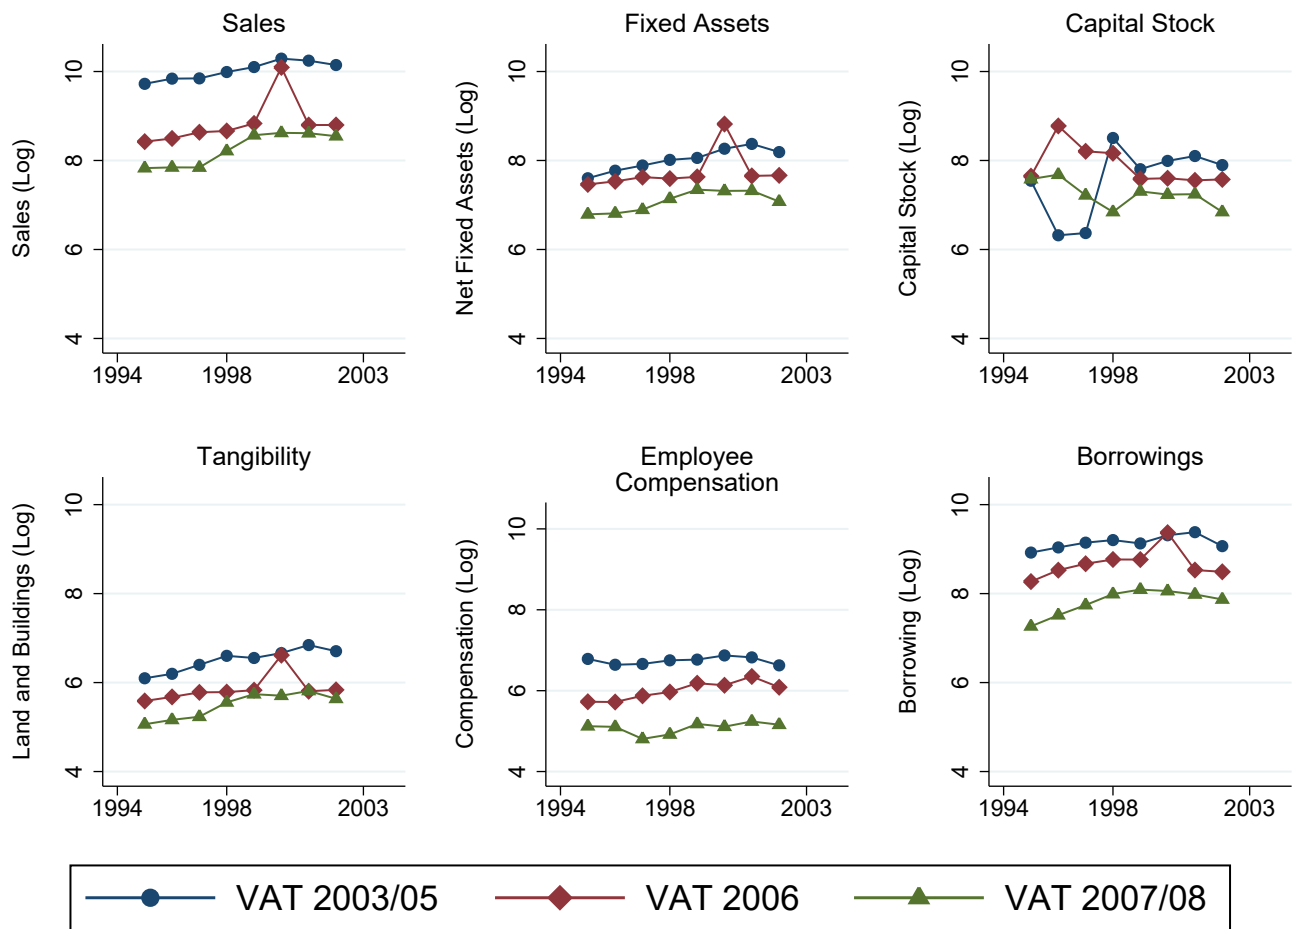 Sales
Sales (Log)
10
8
6
4
1994
1998
2003
Fixed Assets
Net Fixed Assets (Log)
10
8
6
4
1994
1998
2003
Capital Stock
Capital Stock (Log)
10
8
6
4
1994
1998
2003
Tangibility
Land and Buildings (Log)
10
8
6
4
1994
1998
2003
Employee
Compensation
Compensation (Log)
10
8
6
4
1994
1998
2003
Borrowings
Borrowing (Log)
10
8
6
4
1994
1998
2003
VAT 2003/05
VAT 2006
VAT 2007/08